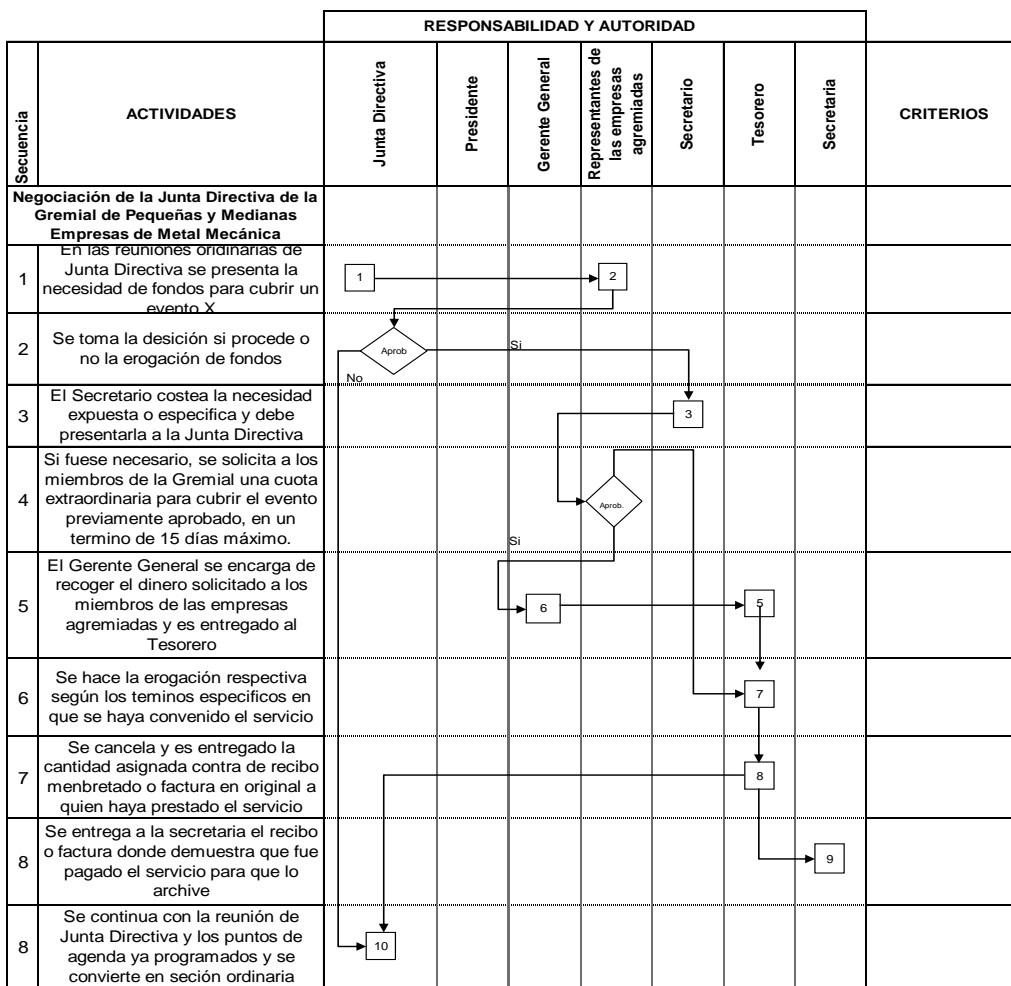 RESPONSABILIDAD Y AUTORIDAD
Secuencia
ACTIVIDADES
Junta Directiva
Presidente
Gerente General
Representantes de
las empresas
agremiadas
Secretario
Tesorero
Secretaria
CRITERIOS
Negociación de la Junta Directiva de la
Gremial de Pequeñas y Medianas
Empresas de Metal Mecánica
1
En las reuniones oridinarias de
Junta Directiva se presenta la
necesidad de fondos para cubrir un
evento X
1
2
2
Se toma la desición si procede o
no la erogación de fondos
Aprob
Si
No
3
El Secretario costea la necesidad
expuesta o especifica y debe
presentarla a la Junta Directiva
3
4
Si fuese necesario, se solicita a los
miembros de la Gremial una cuota
extraordinaria para cubrir el evento
previamente aprobado, en un
termino de 15 días máximo.
Aprob.
Si
5
El Gerente General se encarga de
recoger el dinero solicitado a los
miembros de las empresas
agremiadas y es entregado al
Tesorero
6
5
6
Se hace la erogación respectiva
según los teminos especificos en
que se haya convenido el servicio
7
7
Se cancela y es entregado la
cantidad asignada contra de recibo
menbretado o factura en original a
quien haya prestado el servicio
8
8
Se entrega a la secretaria el recibo
o factura donde demuestra que fue
pagado el servicio para que lo
archive
9
8
Se continua con la reunión de
Junta Directiva y los puntos de
agenda ya programados y se
convierte en seción ordinaria
10